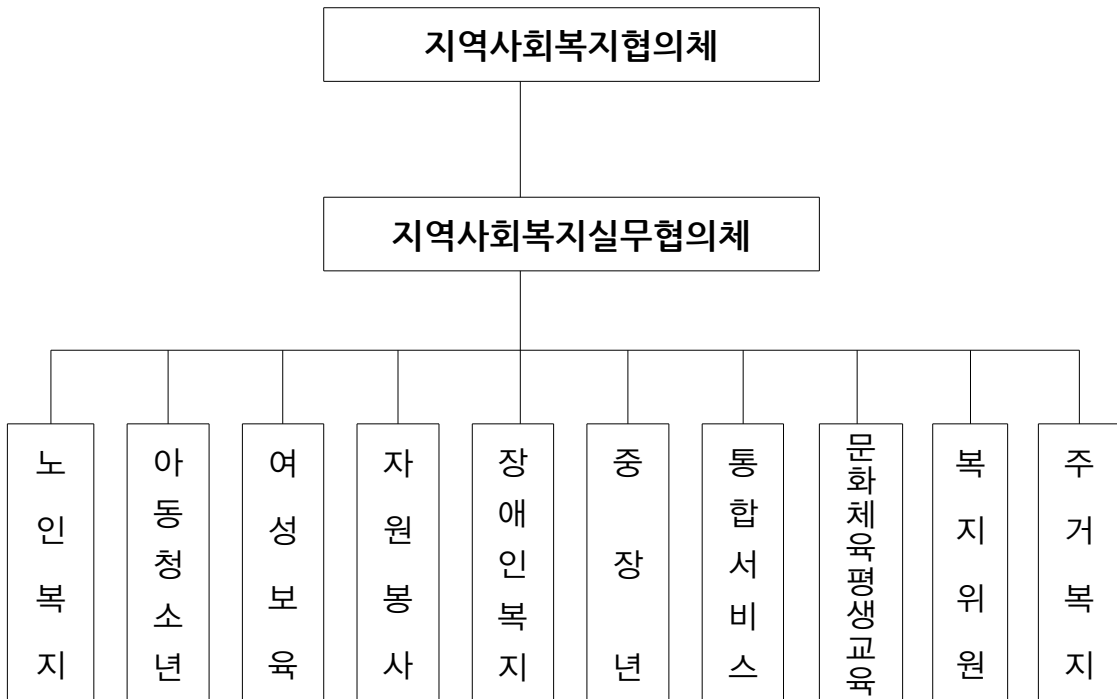 지역사회복지협의체
지역사회복지실무협의체
노인복지
아동청소년
여성보육
자원봉사
장애인복지
중장년
통합서비스
문화체육평생교육
복지위원
주거복지